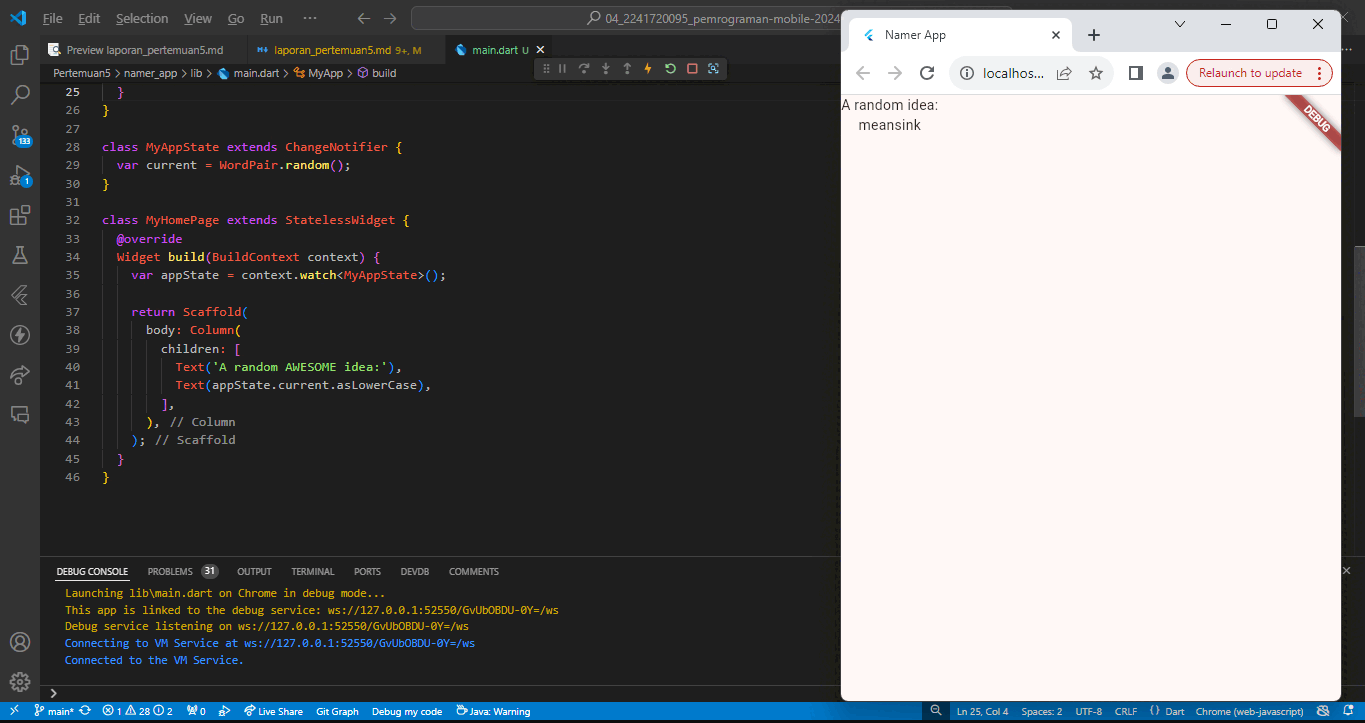 File Edit Selection View Go Run ···
04_2241720095_pemrograman-mobile-2024
Preview laporan_pertemuan5.md
laporan_pertemuan5.md 9+, M
main.dart U
Pertemuan5 > namer_app > lib > main.dart > MyApp > build
133
1
25 }
26 }
27
28 class MyAppState extends ChangeNotifier {
29 var current = WordPair.random();
30 }
31
32 class MyHomePage extends StatelessWidget {
33 @override
34 Widget build(BuildContext context) {
35 var appState = context.watch<MyAppState>();
36
37 return Scaffold(
38 body: Column(
39 children: [
40 Text('A random AWESOME idea:'),
41 Text(appState.current.asLowerCase),
42 ],
43 ), // Column
44 ); // Scaffold
45 }
46 }
DEBUG CONSOLE PROBLEMS 31 OUTPUT TERMINAL PORTS DEVDB COMMENTS
Launching lib\main.dart on Chrome in debug mode...
This app is linked to the debug service: ws://127.0.0.1:52550/GvUbOBDU-0Y=/ws
Debug service listening on ws://127.0.0.1:52550/GvUbOBDU-0Y=/ws
Connecting to VM Service at ws://127.0.0.1:52550/GvUbOBDU-0Y=/ws
Connected to the VM Service.
>
main* 1 28 2 0 Live Share Git Graph Debug my code Java: Warning
Ln 25, Col 4 Spaces: 2 UTF-8 CRLF {} Dart Chrome (web-javascript)
Namer App
localhos...
Relaunch to update
A random idea:
meansink
DEBUG